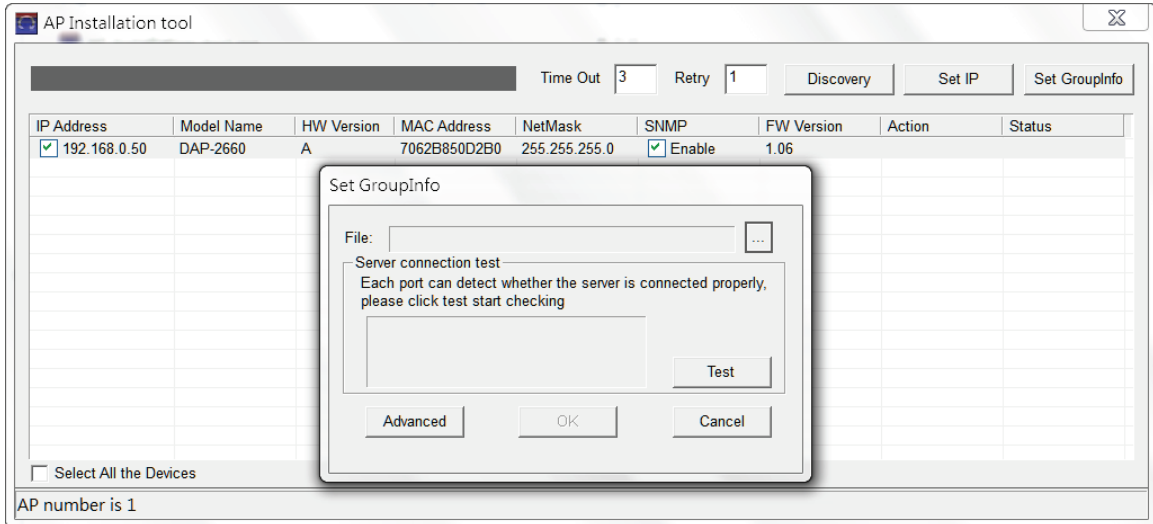 AP Installation tool
Time Out 3 Retry 1 Discovery Set IP Set GroupInfo
IP Address Model Name HW Version MAC Address NetMask SNMP FW Version Action Status
192.168.0.50 DAP-2660 A 7062B850D2B0 255.255.255.0 Enable 1.06
Set GroupInfo
File: ...
Server connection test
Each port can detect whether the server is connected properly,
please click test start checking
Test
Advanced OK Cancel
Select All the Devices
AP number is 1